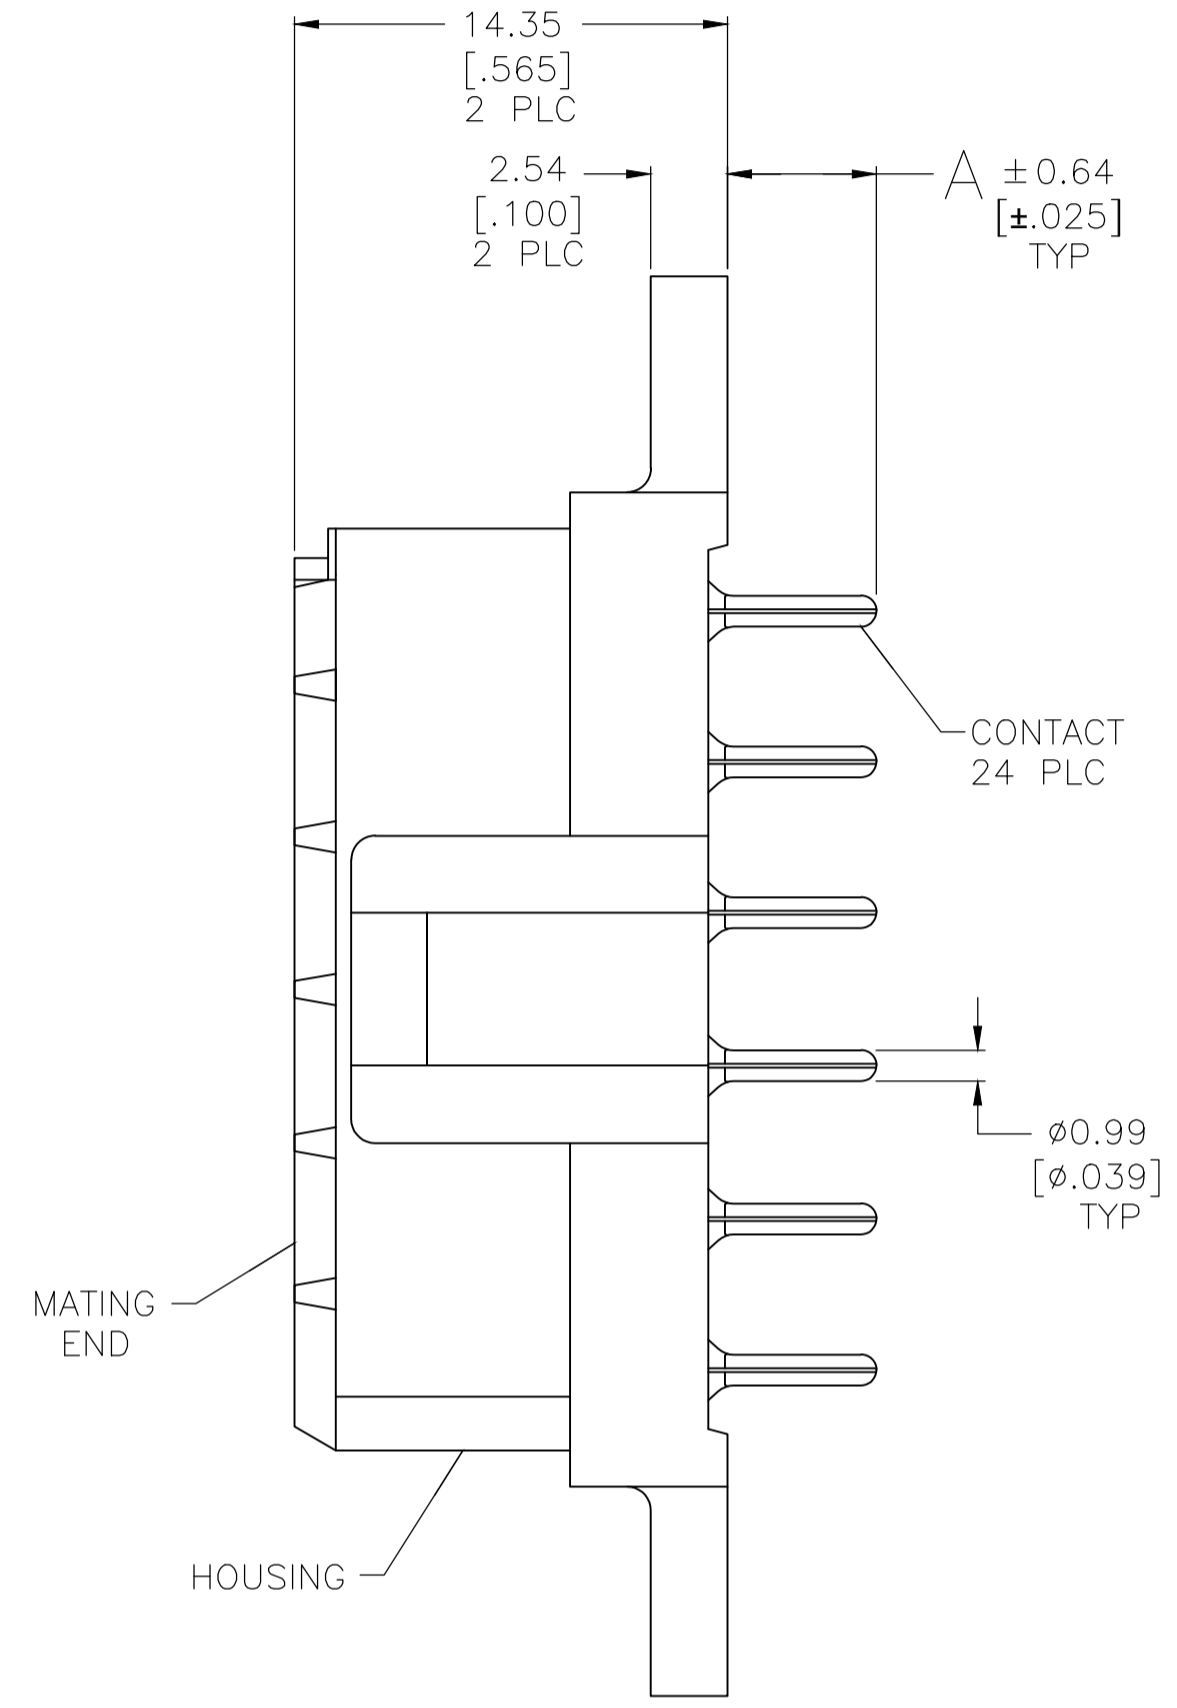 14.35
[.565]
2 PLC
2.54
[.100]
2 PLC
A ±0.64
[±.025]
TYP
CONTACT
24 PLC
⌀0.99
[⌀.039]
TYP
MATING
END
HOUSING